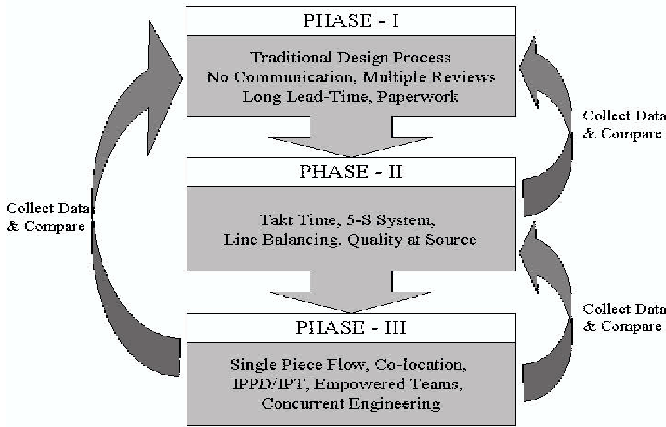 PHASE - I
Traditional Design Process
No Communication, Multiple Reviews
Long Lead-Time, Paperwork
Collect Data
& Compare
PHASE - II
Takt Time, 5-S System,
Line Balancing. Quality at Source
Collect Data
& Compare
PHASE - III
Single Piece Flow, Co-location,
IPPD/IPT, Empowered Teams,
Concurrent Engineering
Collect Data
& Compare